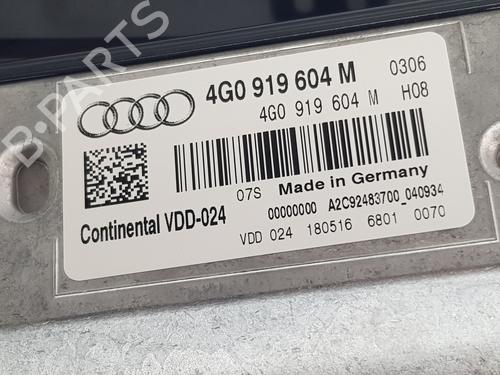 4G0 919 604 M 0306
4G0 919 604 M H08
07S Made in Germany
Continental VDD-024 00000000 A2C92483700_040934
VDD 024 180516 6801 0070
B-PARTS